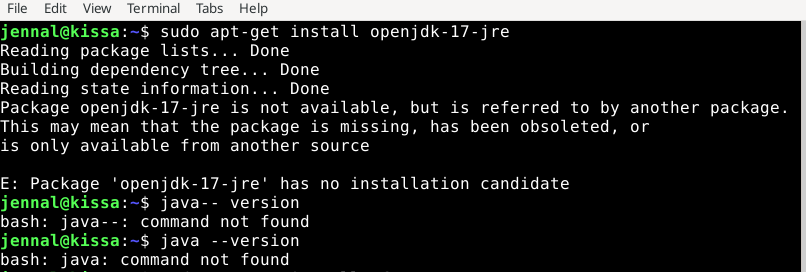 File Edit View Terminal Tabs Help
jennal@kissa:~$ sudo apt-get install openjdk-17-jre
Reading package lists... Done
Building dependency tree... Done
Reading state information... Done
Package openjdk-17-jre is not available, but is referred to by another package.
This may mean that the package is missing, has been obsoleted, or
is only available from another source
E: Package 'openjdk-17-jre' has no installation candidate
jennal@kissa:~$ java-- version
bash: java--: command not found
jennal@kissa:~$ java --version
bash: java: command not found